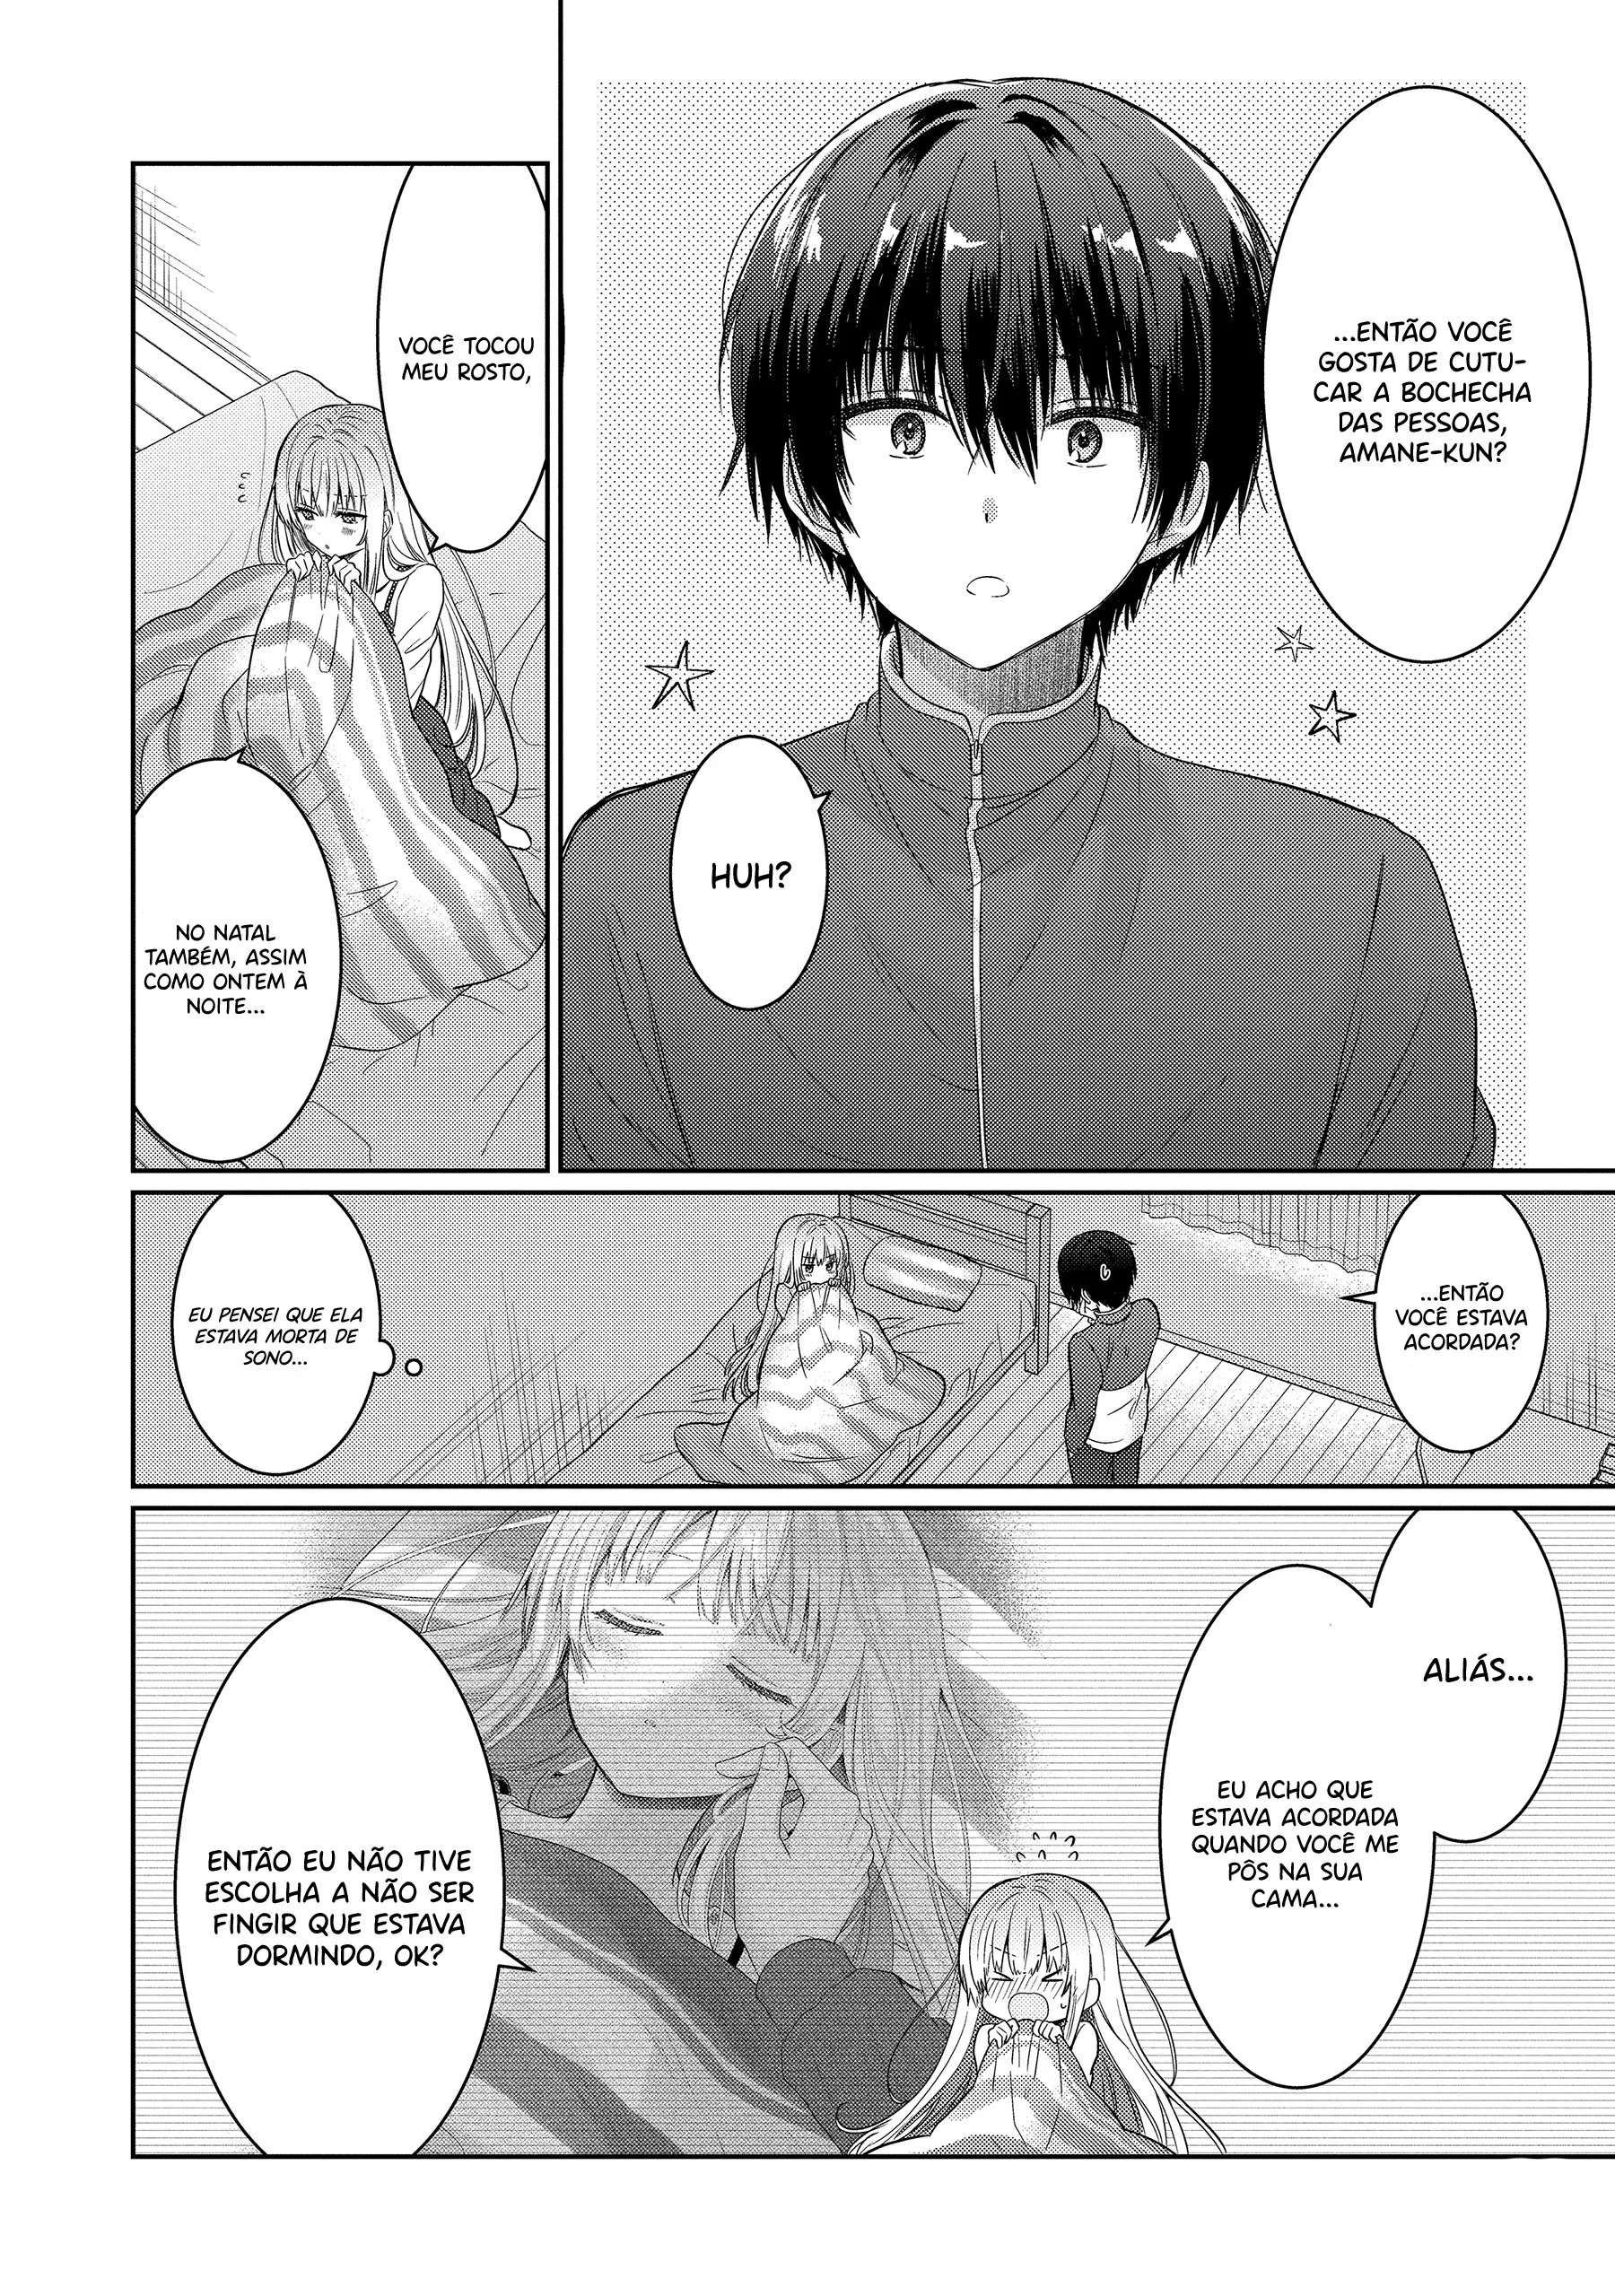 ...ENTÃO VOCÊ
GOSTA DE CUTU-
CAR A BOCHECHA
DAS PESSOAS,
AMANE-KUN?
HUH?
VOCÊ TOCOU
MEU ROSTO,
NO NATAL
TAMBÉM, ASSIM
COMO ONTEM À
NOITE...
...ENTÃO
VOCÊ ESTAVA
ACORDADA?
EU PENSEI QUE ELA
ESTAVA MORTA DE
SONO...
ALIÁS...
EU ACHO QUE
ESTAVA ACORDADA
QUANDO VOCÊ ME
PÔS NA SUA
CAMA...
ENTÃO EU NÃO TIVE
ESCOLHA A NÃO SER
FINGIR QUE ESTAVA
DORMINDO, OK?